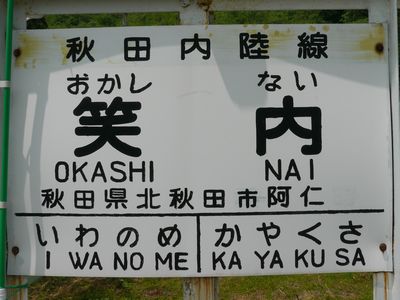 秋田内陸線
おかし ない
笑 内
OKASHI NAI
秋田県北秋田市阿仁
いわのめ かやくさ
I WA NO ME KA YA KU SA